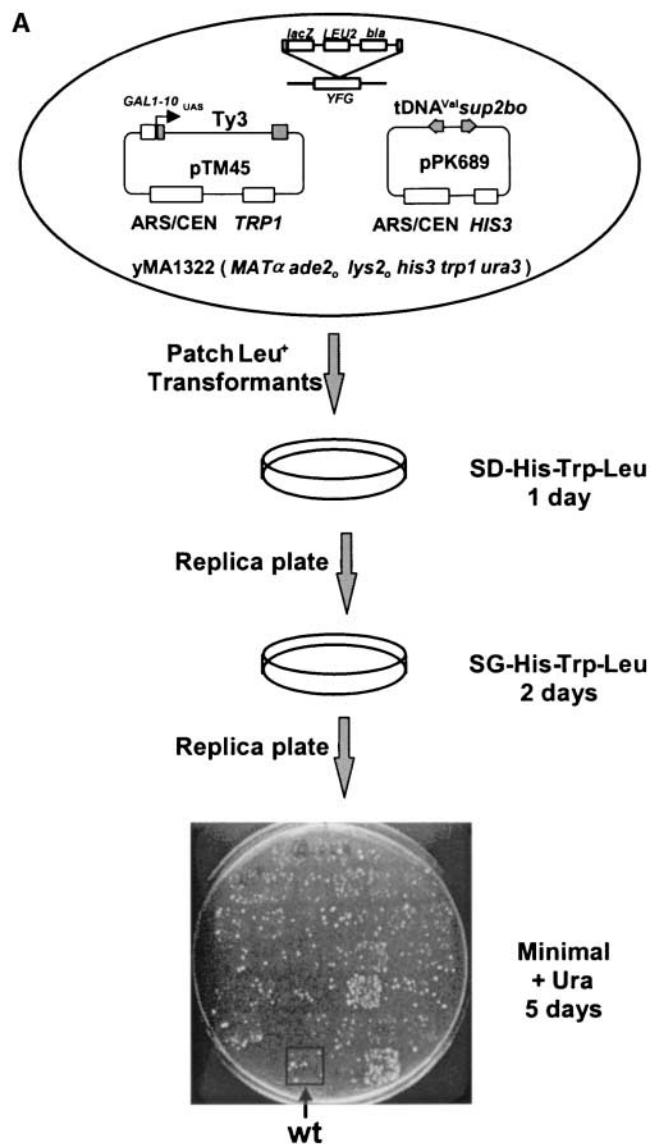 A
lacZ LEU2 bla
YFG
GAL1-10 UAS
Ty3
tDNAVal sup2bo
pTM45
pPK689
ARS/CEN TRP1
ARS/CEN HIS3
yMA1322 ( MATα ade2o lys2o his3 trp1 ura3 )
Patch Leu+
Transformants
SD-His-Trp-Leu
1 day
Replica plate
SG-His-Trp-Leu
2 days
Replica plate
Minimal
+ Ura
5 days
wt